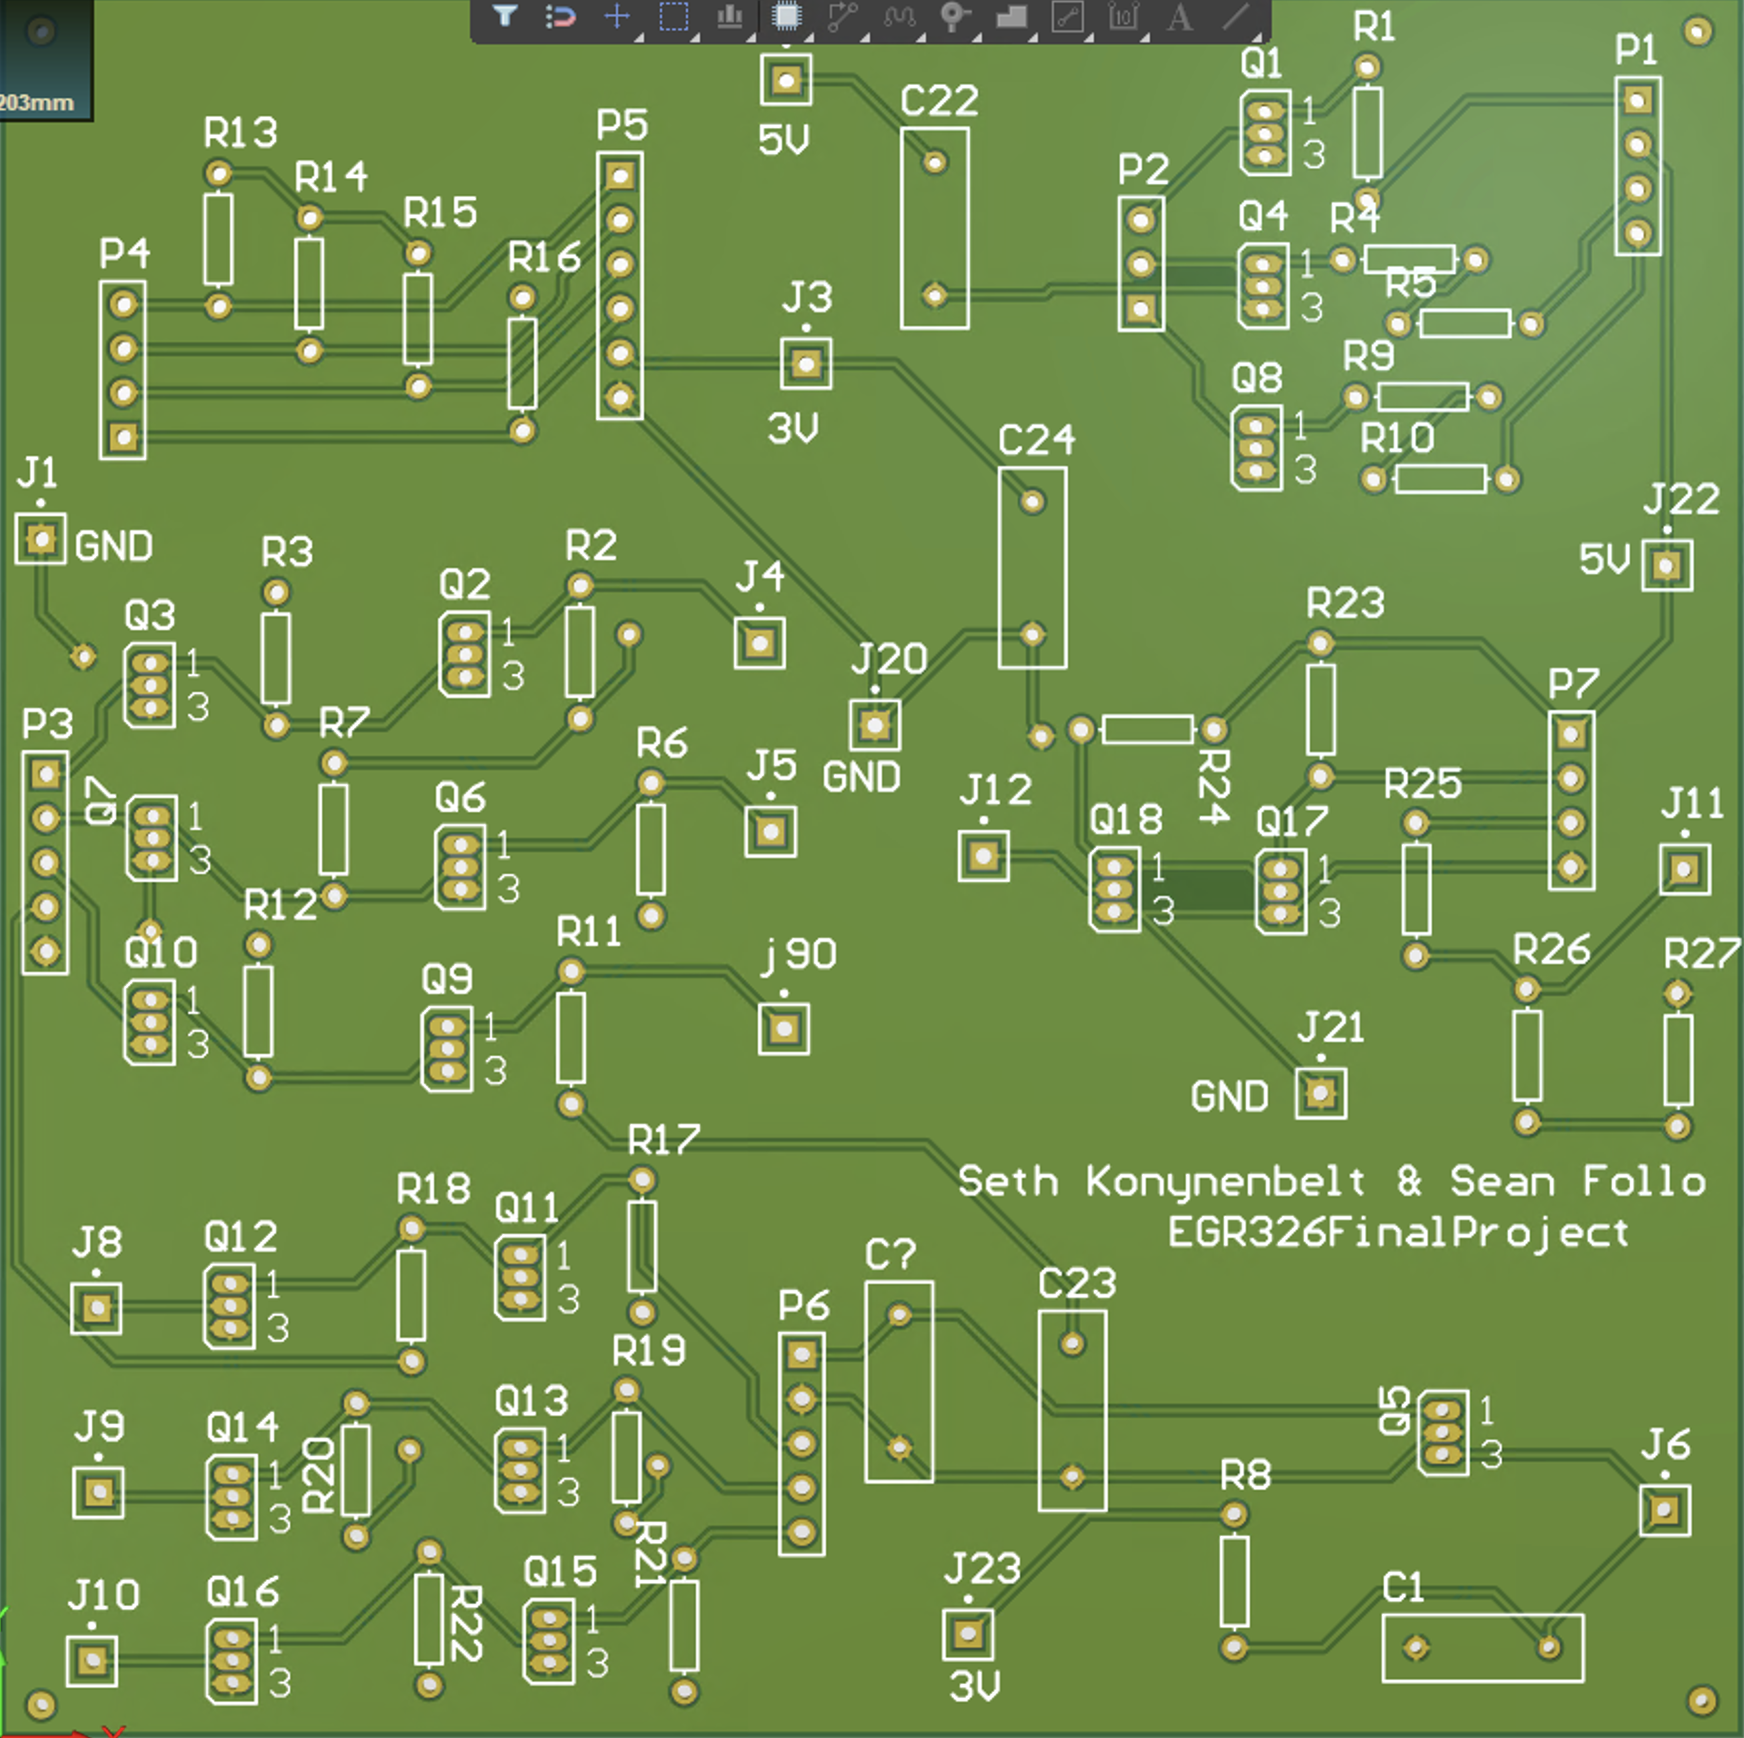 R1
Q1
P1
203mm
C22
R13
P5
5V
1
3
R14
P2
R15
Q4
R4
P4
R16
1
R5
J3
3
R9
Q8
3V
C24
1
R10
3
J1
J22
GND
R3
R2
5V
Q2
J4
Q3
1
R23
1
3
J20
3
P7
P3
R7
R6
J5
GND
J12
R24
R25
Q7
Q6
J11
1
Q18
Q17
3
1
1
1
R12
3
3
3
R11
Q10
j90
R26
R27
Q9
1
1
J21
3
3
GND
R17
Seth Konynenbelt & Sean Follo
R18
Q11
EGR326FinalProject
J8
Q12
C?
1
C23
1
3
P6
3
R19
Q13
Q5
J9
Q14
1
1
3
J6
1
R20
3
R8
3
R21
J23
Q15
C1
J10
Q16
R22
1
1
3
3
3V